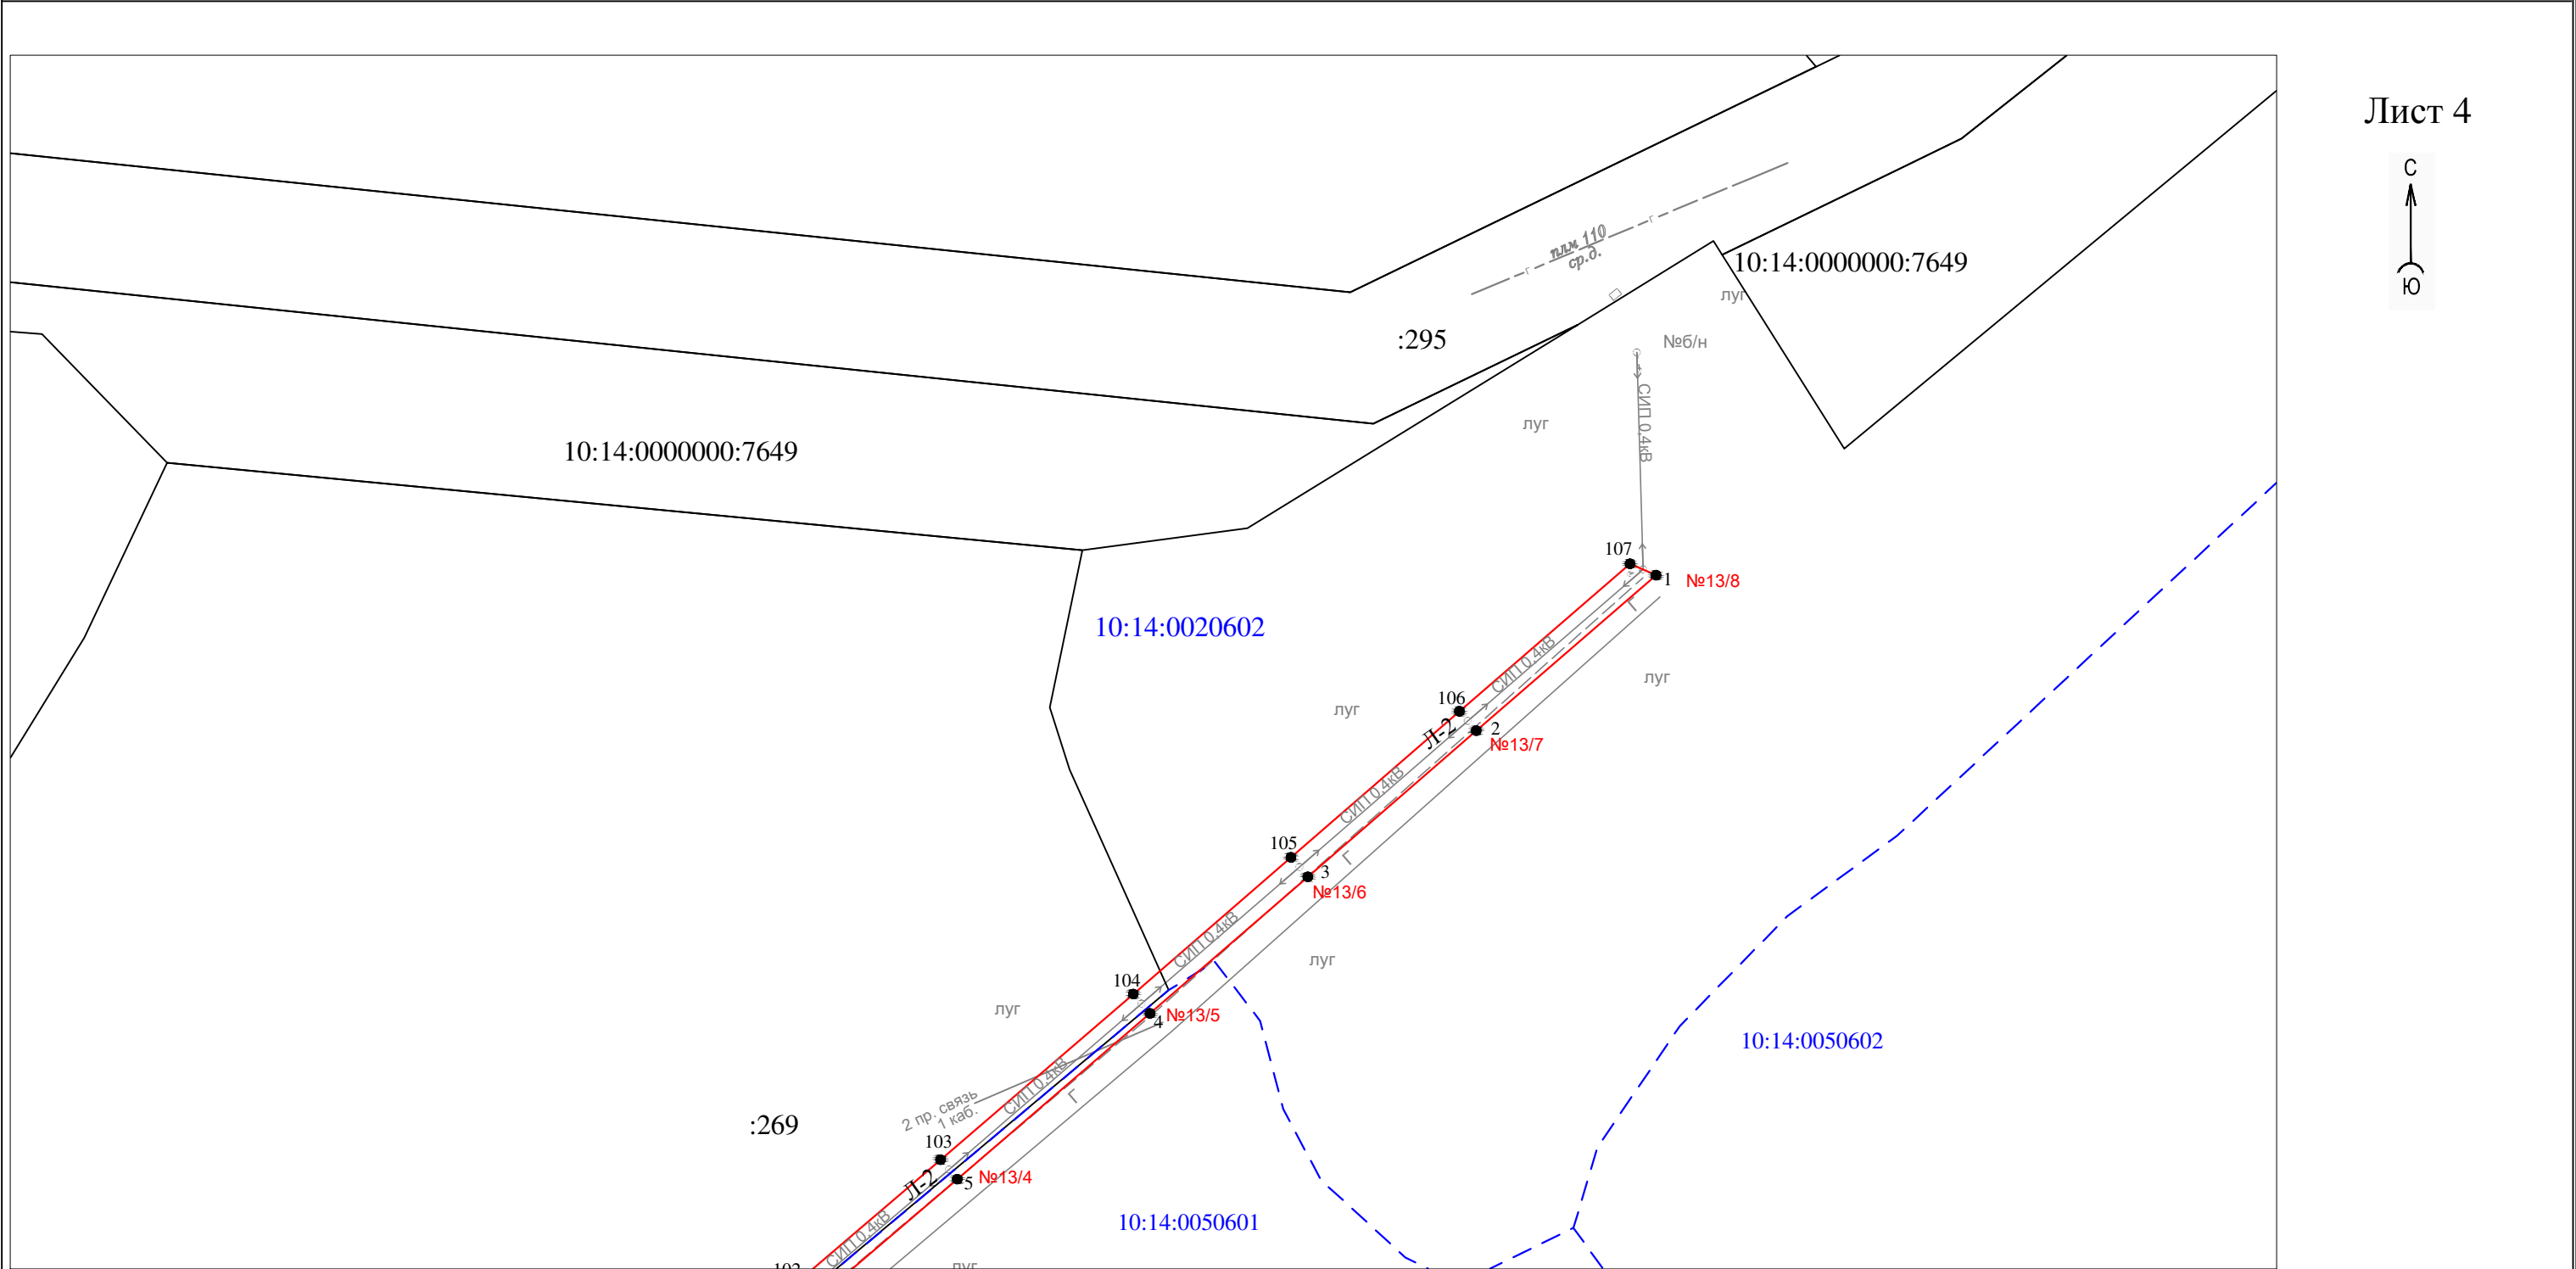 Лист 4
С
Ю
плм 110
ср.д.
г
г
10:14:0000000:7649
луг
:295
№б/н
СИП 0,4кВ
луг
10:14:0000000:7649
107
1
№13/8
Г
10:14:0020602
СИП 0,4кВ
луг
106
луг
Л-2
2
№13/7
СИП 0,4кВ
105
Г
3
№13/6
СИП 0,4кВ
луг
104
луг
4
№13/5
10:14:0050602
СИП 0,4кВ
Г
2 пр. связь
1 каб.
:269
103
Л-2
5
№13/4
СИП 0,4кВ
10:14:0050601
102
луг